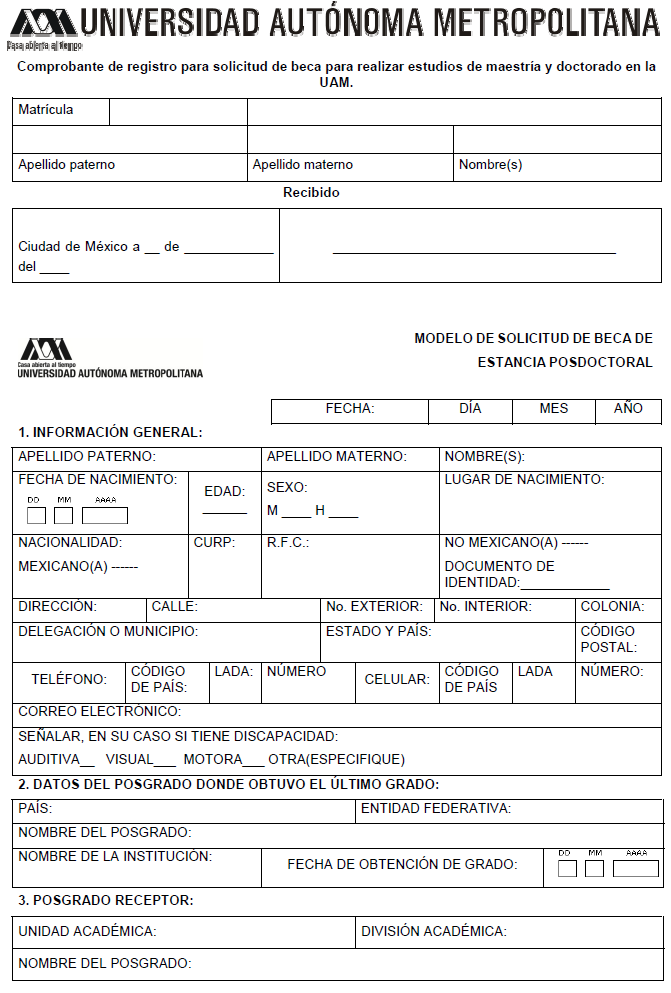 UNIVERSIDAD AUTÓNOMA METROPOLITANA
Casa abierta al tiempo
Comprobante de registro para solicitud de beca para realizar estudios de maestría y doctorado en la
UAM.
Matrícula
Apellido paterno Apellido materno Nombre(s)
Recibido
Ciudad de México a __ de ____________
del ____
MODELO DE SOLICITUD DE BECA DE
ESTANCIA POSDOCTORAL
Casa abierta al tiempo
UNIVERSIDAD AUTÓNOMA METROPOLITANA
FECHA: DÍA MES AÑO
1. INFORMACIÓN GENERAL:
APELLIDO PATERNO: APELLIDO MATERNO: NOMBRE(S):
FECHA DE NACIMIENTO: EDAD: ______ SEXO: LUGAR DE NACIMIENTO:
DD MM AAAA
M ____ H ____
NACIONALIDAD: CURP: R.F.C.: NO MEXICANO(A) ------
MEXICANO(A) ------ DOCUMENTO DE
IDENTIDAD:____________
DIRECCIÓN: CALLE: No. EXTERIOR: No. INTERIOR: COLONIA:
DELEGACIÓN O MUNICIPIO: ESTADO Y PAÍS: CÓDIGO
POSTAL:
TELÉFONO: CÓDIGO DE PAÍS: LADA: NÚMERO CELULAR: CÓDIGO DE PAÍS LADA NÚMERO:
CORREO ELECTRÓNICO:
SEÑALAR, EN SU CASO SI TIENE DISCAPACIDAD:
AUDITIVA__ VISUAL___ MOTORA___ OTRA(ESPECIFIQUE)
2. DATOS DEL POSGRADO DONDE OBTUVO EL ÚLTIMO GRADO:
PAÍS: ENTIDAD FEDERATIVA:
NOMBRE DEL POSGRADO:
NOMBRE DE LA INSTITUCIÓN: FECHA DE OBTENCIÓN DE GRADO: DD MM AAAA
3. POSGRADO RECEPTOR:
UNIDAD ACADÉMICA: DIVISIÓN ACADÉMICA:
NOMBRE DEL POSGRADO: